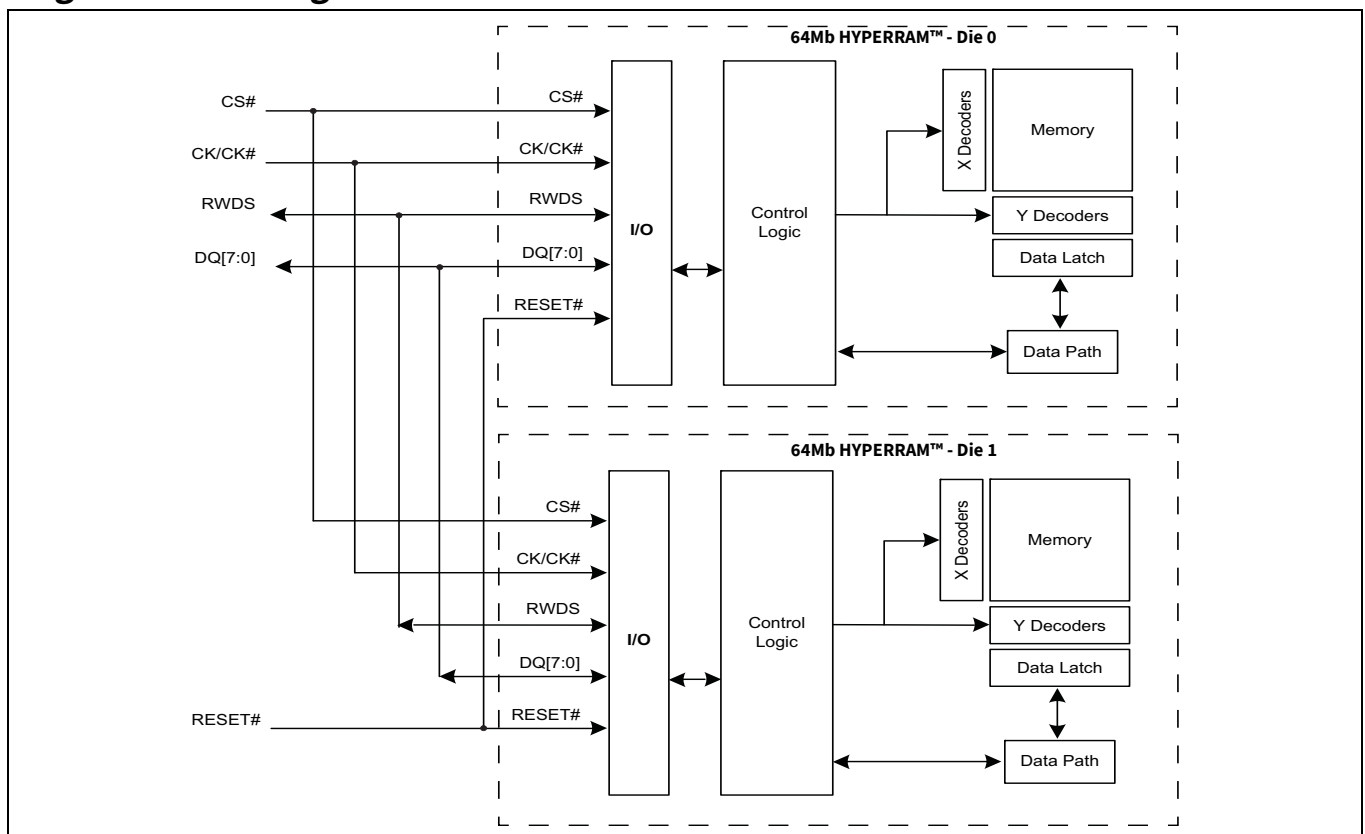 64Mb HYPERRAM™ - Die 0
CS#
CS#
CK/CK#
CK/CK#
RWDS
RWDS
DQ[7:0]
DQ[7:0]
RESET#
I/O
Control
Logic
X Decoders
Memory
Y Decoders
Data Latch
Data Path
64Mb HYPERRAM™ - Die 1
CS#
CK/CK#
RWDS
DQ[7:0]
RESET#
RESET#
I/O
Control
Logic
X Decoders
Memory
Y Decoders
Data Latch
Data Path